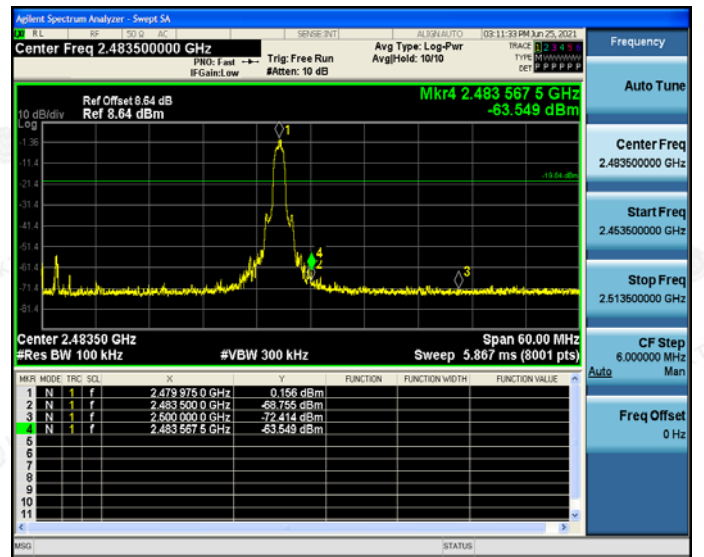 Agilent Spectrum Analyzer - Swept SA
RL RF 50 Ω AC SENSE:INT ALIGN AUTO 03:11:33 PM Jun 25, 2021
Center Freq 2.483500000 GHz
PNO: Fast
IFGain:Low
Trig: Free Run
#Atten: 10 dB
Avg Type: Log-Pwr
Avg|Hold: 10/10
TRACE 1 2 3 4 5 6
TYPE M
DET P P P P P P
Mkr4 2.483 567 5 GHz
-63.549 dBm
Ref Offset 8.64 dB
10 dB/div Ref 8.64 dBm
Log
-1.36
-11.4
-21.4
-31.4
-41.4
-51.4
-61.4
-71.4
-81.4
-19.84 dBm
1
4
2
3
Center 2.48350 GHz Span 60.00 MHz
#Res BW 100 kHz #VBW 300 kHz Sweep 5.867 ms (8001 pts)
MKR MODE TRC SCL X Y FUNCTION FUNCTION WIDTH FUNCTION VALUE
1 N 1 f 2.479 975 0 GHz 0.156 dBm
2 N 1 f 2.483 500 0 GHz -68.755 dBm
3 N 1 f 2.500 000 0 GHz -72.414 dBm
4 N 1 f 2.483 567 5 GHz -63.549 dBm
5
6
7
8
9
10
11
MSG STATUS
Frequency
Auto Tune
Center Freq
2.483500000 GHz
Start Freq
2.453500000 GHz
Stop Freq
2.513500000 GHz
CF Step
6.000000 MHz
Auto Man
Freq Offset
0 Hz